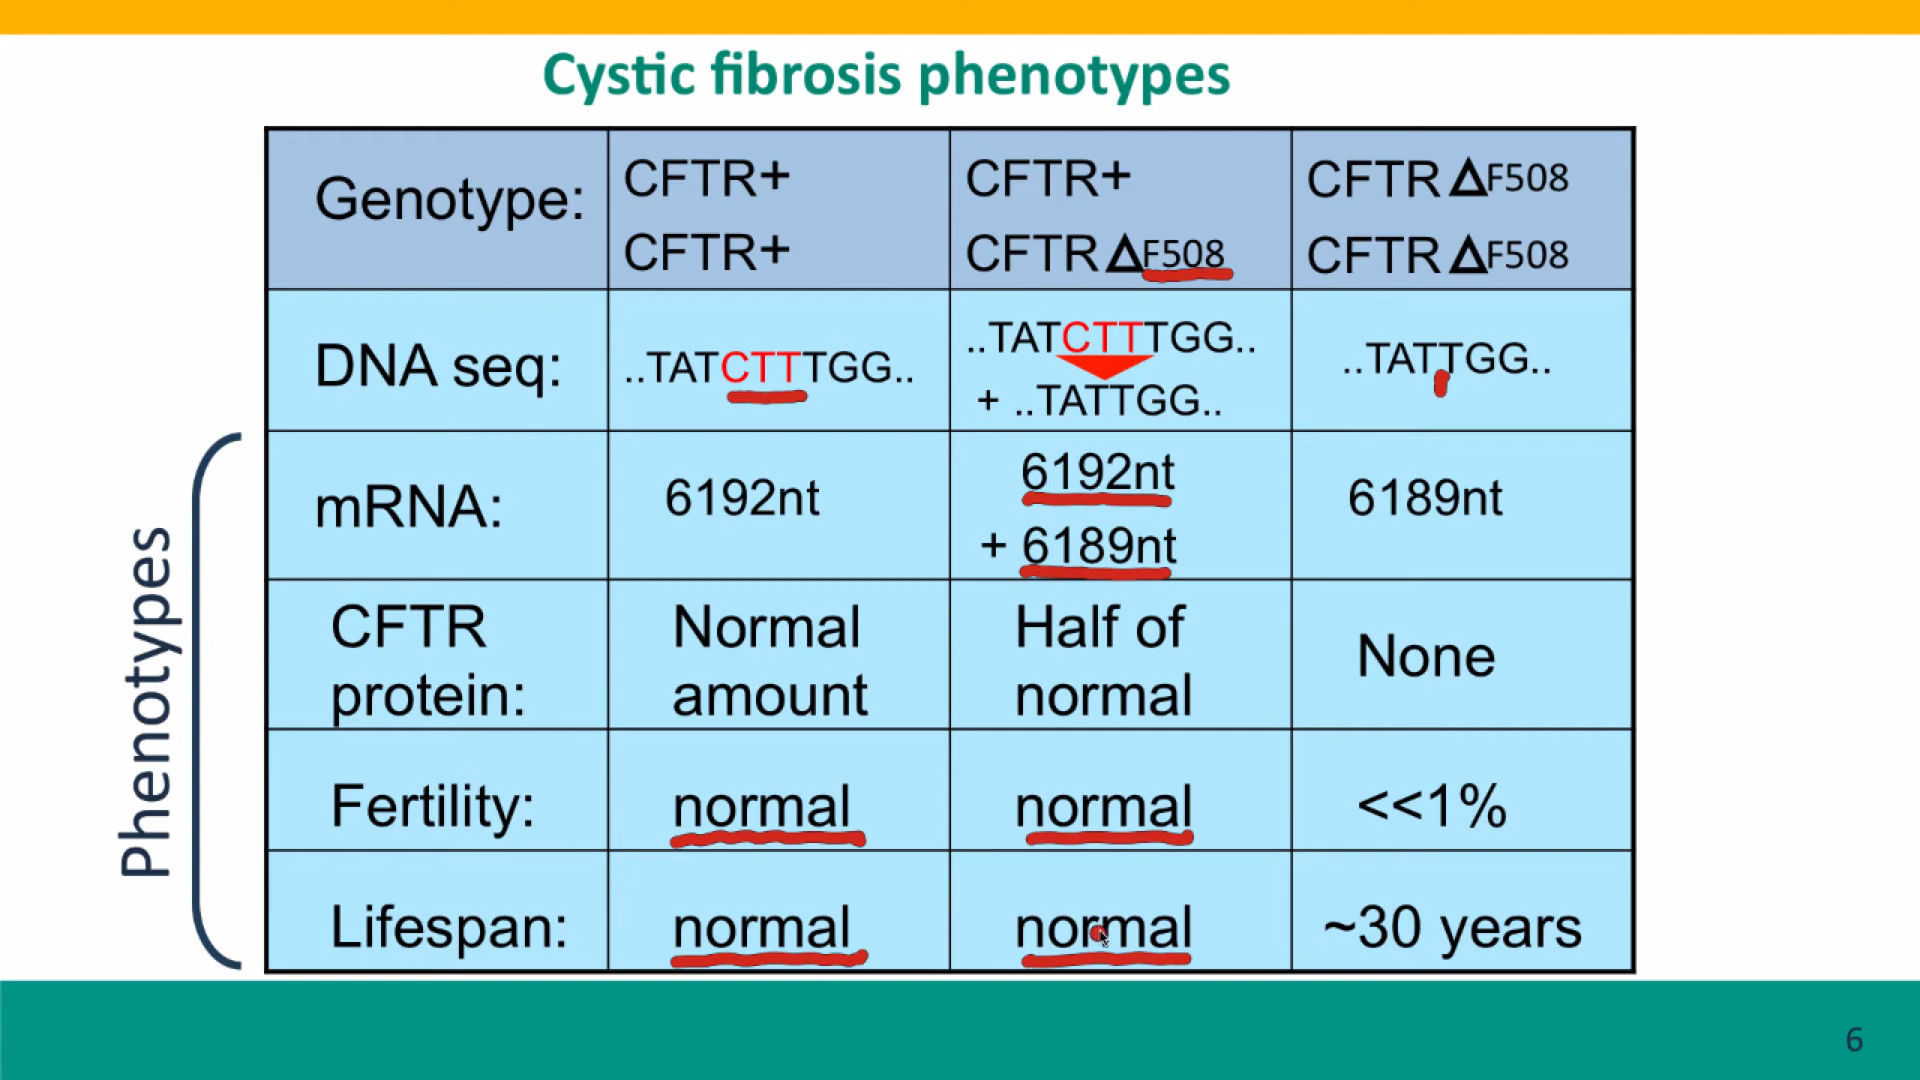 Cystic fibrosis phenotypes
Genotype:
CFTR+
CFTR+
CFTR+
CFTR ΔF508
CFTR ΔF508
CFTR ΔF508
DNA seq:
..TATCTTTGG..
..TATCTTTGG..
+ ..TATTGG..
..TATTGG..
Phenotypes
mRNA:
6192nt
6192nt
+ 6189nt
6189nt
CFTR
protein:
Normal
amount
Half of
normal
None
Fertility:
normal
normal
<<1%
Lifespan:
normal
normal
~30 years
6